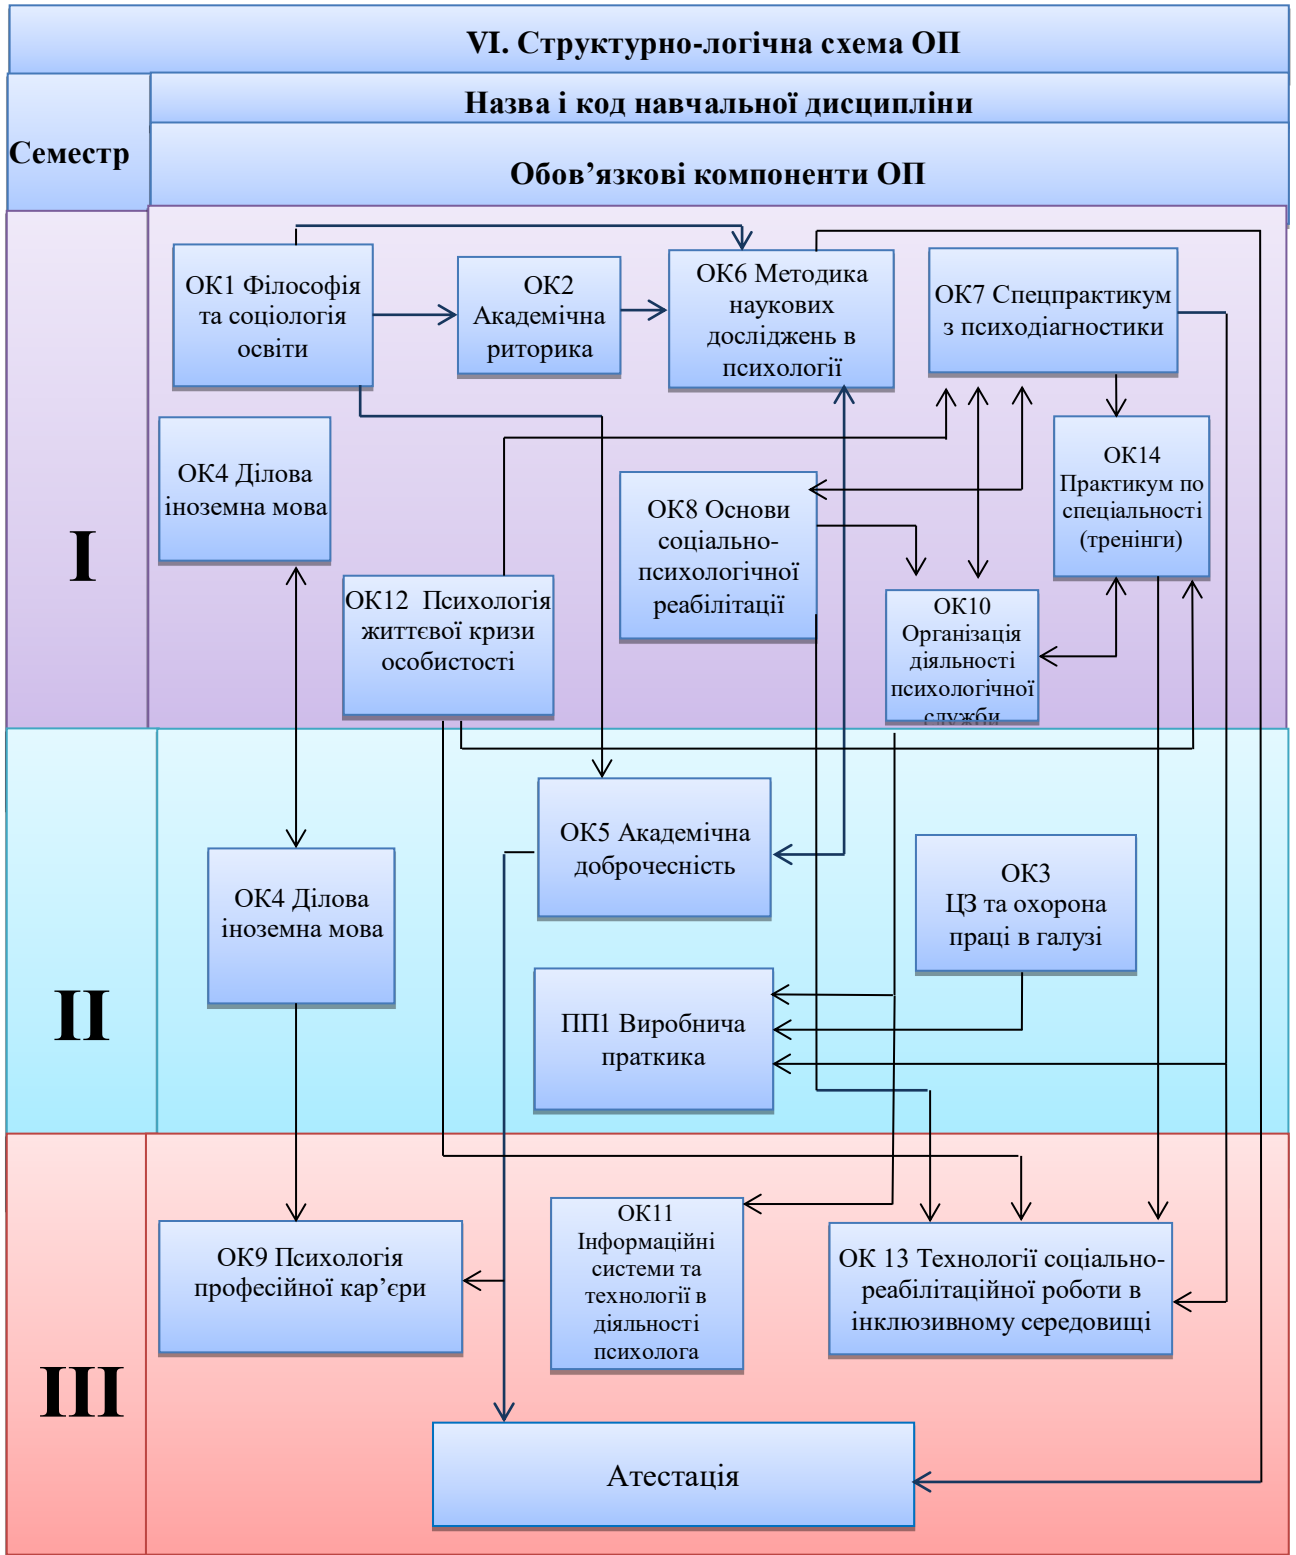 VI. Структурно-логічна схема ОП
Назва і код навчальної дисципліни
Семестр
Обов’язкові компоненти ОП
I
ОК1 Філософія
та соціологія
освіти
ОК2
Академічна
риторика
ОК6 Методика
наукових
досліджень в
психології
ОК7 Спецпрактикум
з психодіагностики
ОК4 Ділова
іноземна мова
ОК8 Основи
соціально-
психологічної
реабілітації
ОК14
Практикум по
спеціальності
(тренінги)
ОК12 Психологія
життєвої кризи
особистості
ОК10
Організація
діяльності
психологічної
служби
II
ОК5 Академічна
доброчесність
ОК4 Ділова
іноземна мова
ОК3
ЦЗ та охорона
праці в галузі
ПП1 Виробнича
праткика
III
ОК9 Психологія
професійної кар’єри
ОК11
Інформаційні
системи та
технології в
діяльності
психолога
ОК 13 Технології соціально-
реабілітаційної роботи в
інклюзивному середовищі
Атестація